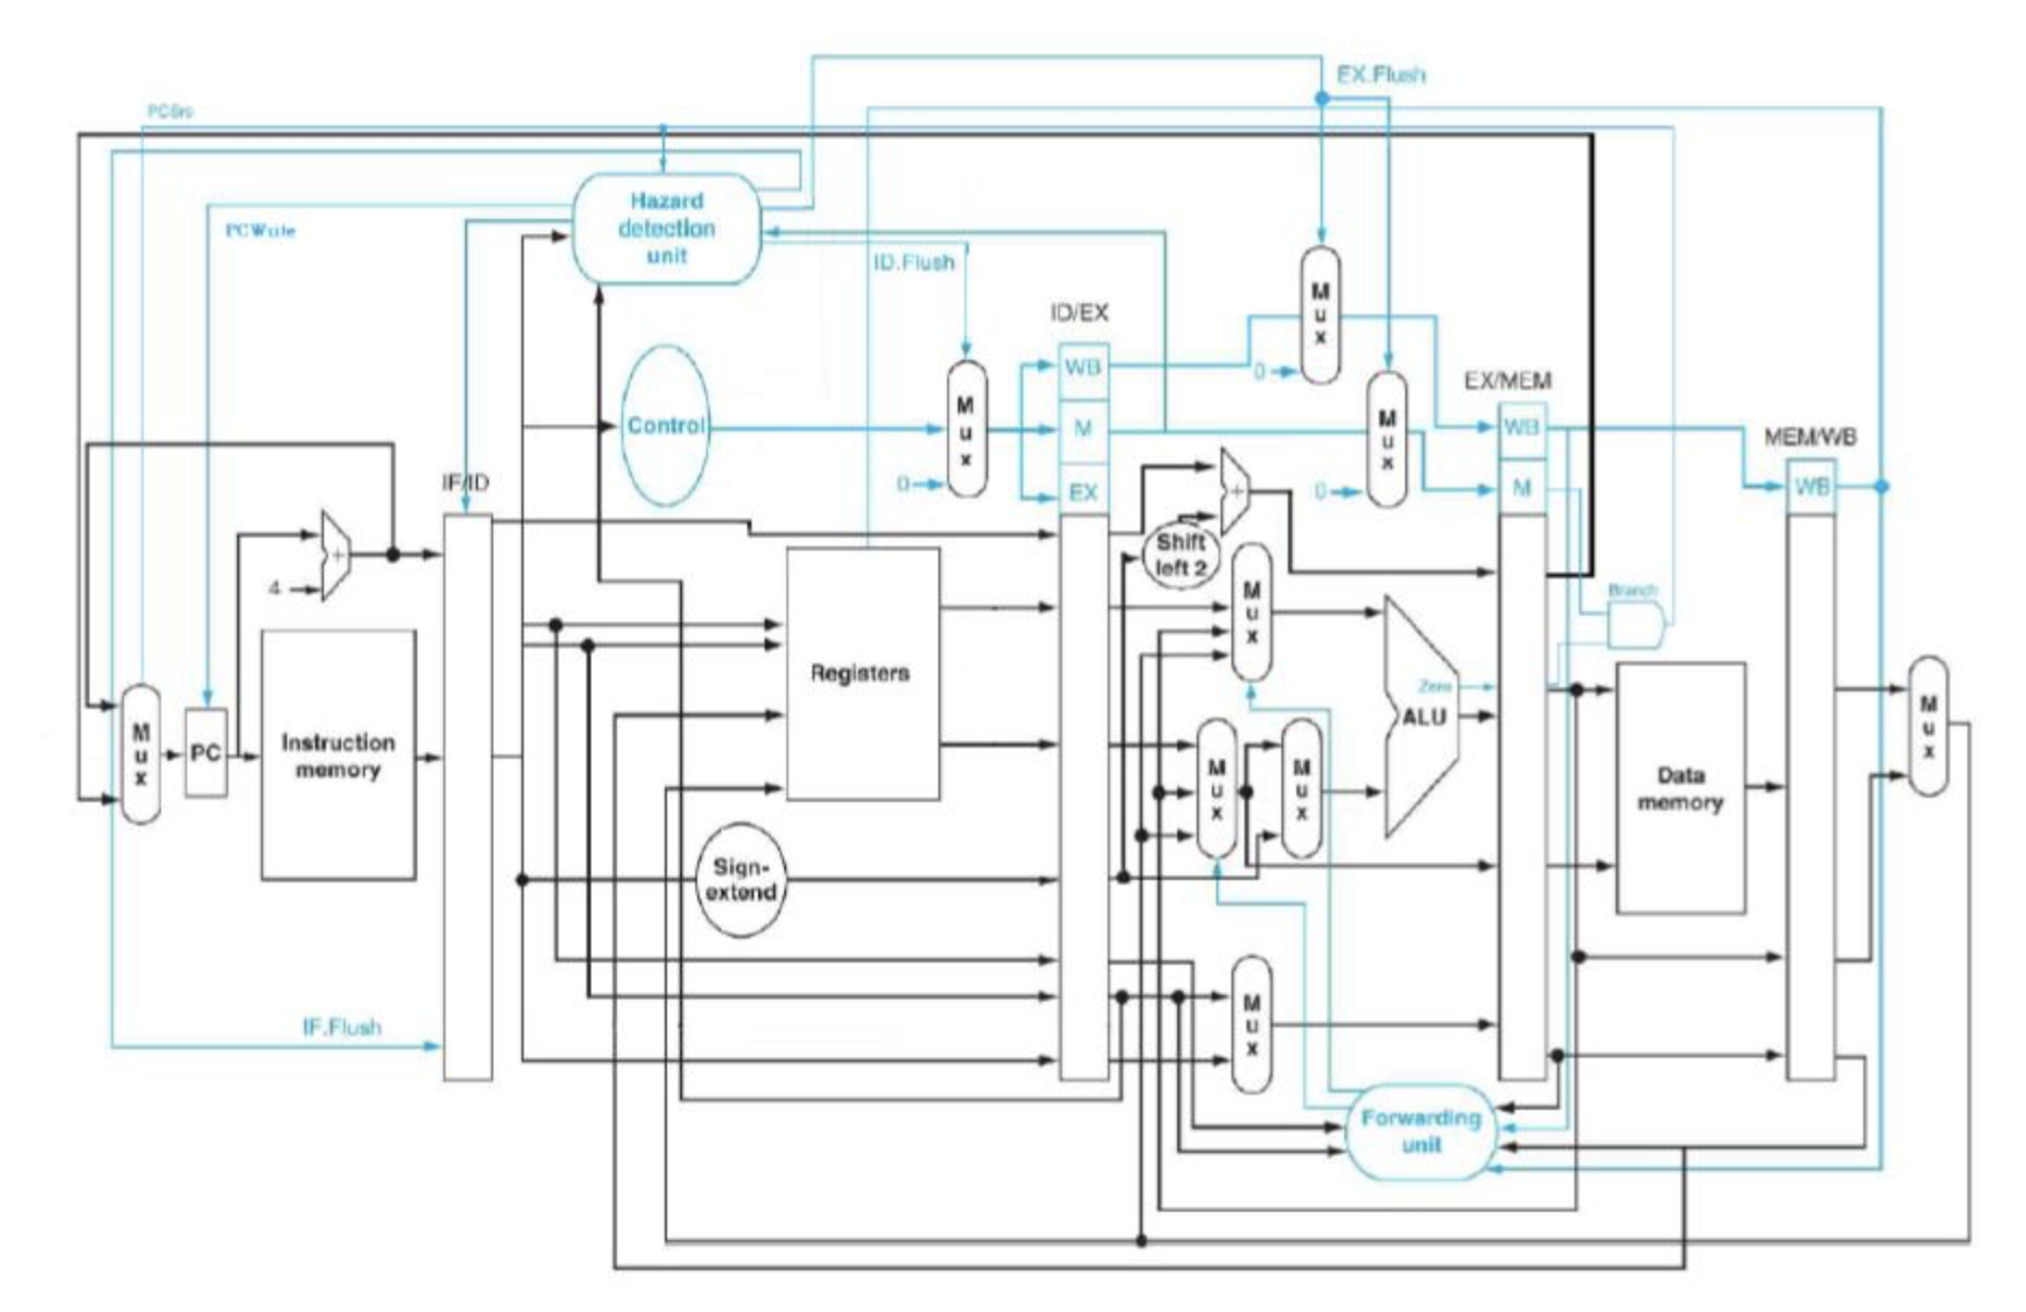 EX.Flush
PCSrc
Hazard
detection
unit
PCWrite
ID.Flush
M
u
x
ID/EX
WB
0
EX/MEM
M
u
x
M
u
x
Control
M
WB
MEM/WB
IF/ID
0
EX
0
M
WB
+
Shift
left 2
+
4
M
u
x
Branch
Registers
Zero
ALU
M
u
x
PC
Instruction
memory
M
u
x
M
u
x
Data
memory
M
u
x
Sign-
extend
M
u
x
IF.Flush
Forwarding
unit